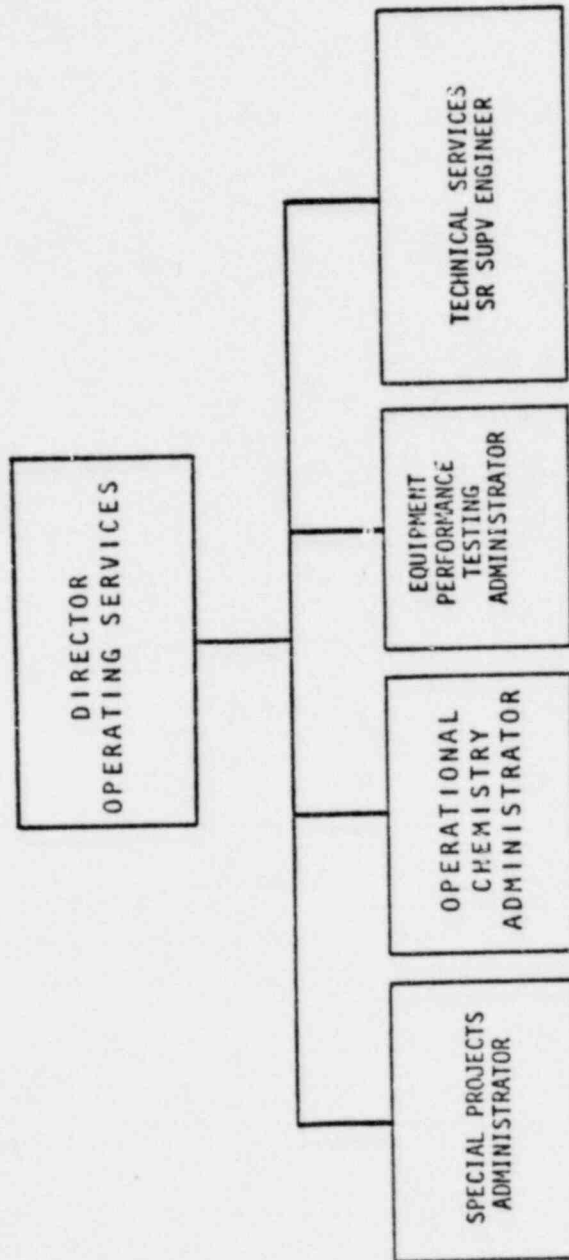 DIRECTOR
OPERATING SERVICES
SPECIAL PROJECTS
ADMINISTRATOR
OPERATIONAL
CHEMISTRY
ADMINISTRATOR
EQUIPMENT
PERFORMANCE
TESTING
ADMINISTRATOR
TECHNICAL SERVICES
SR SUPV ENGINEER